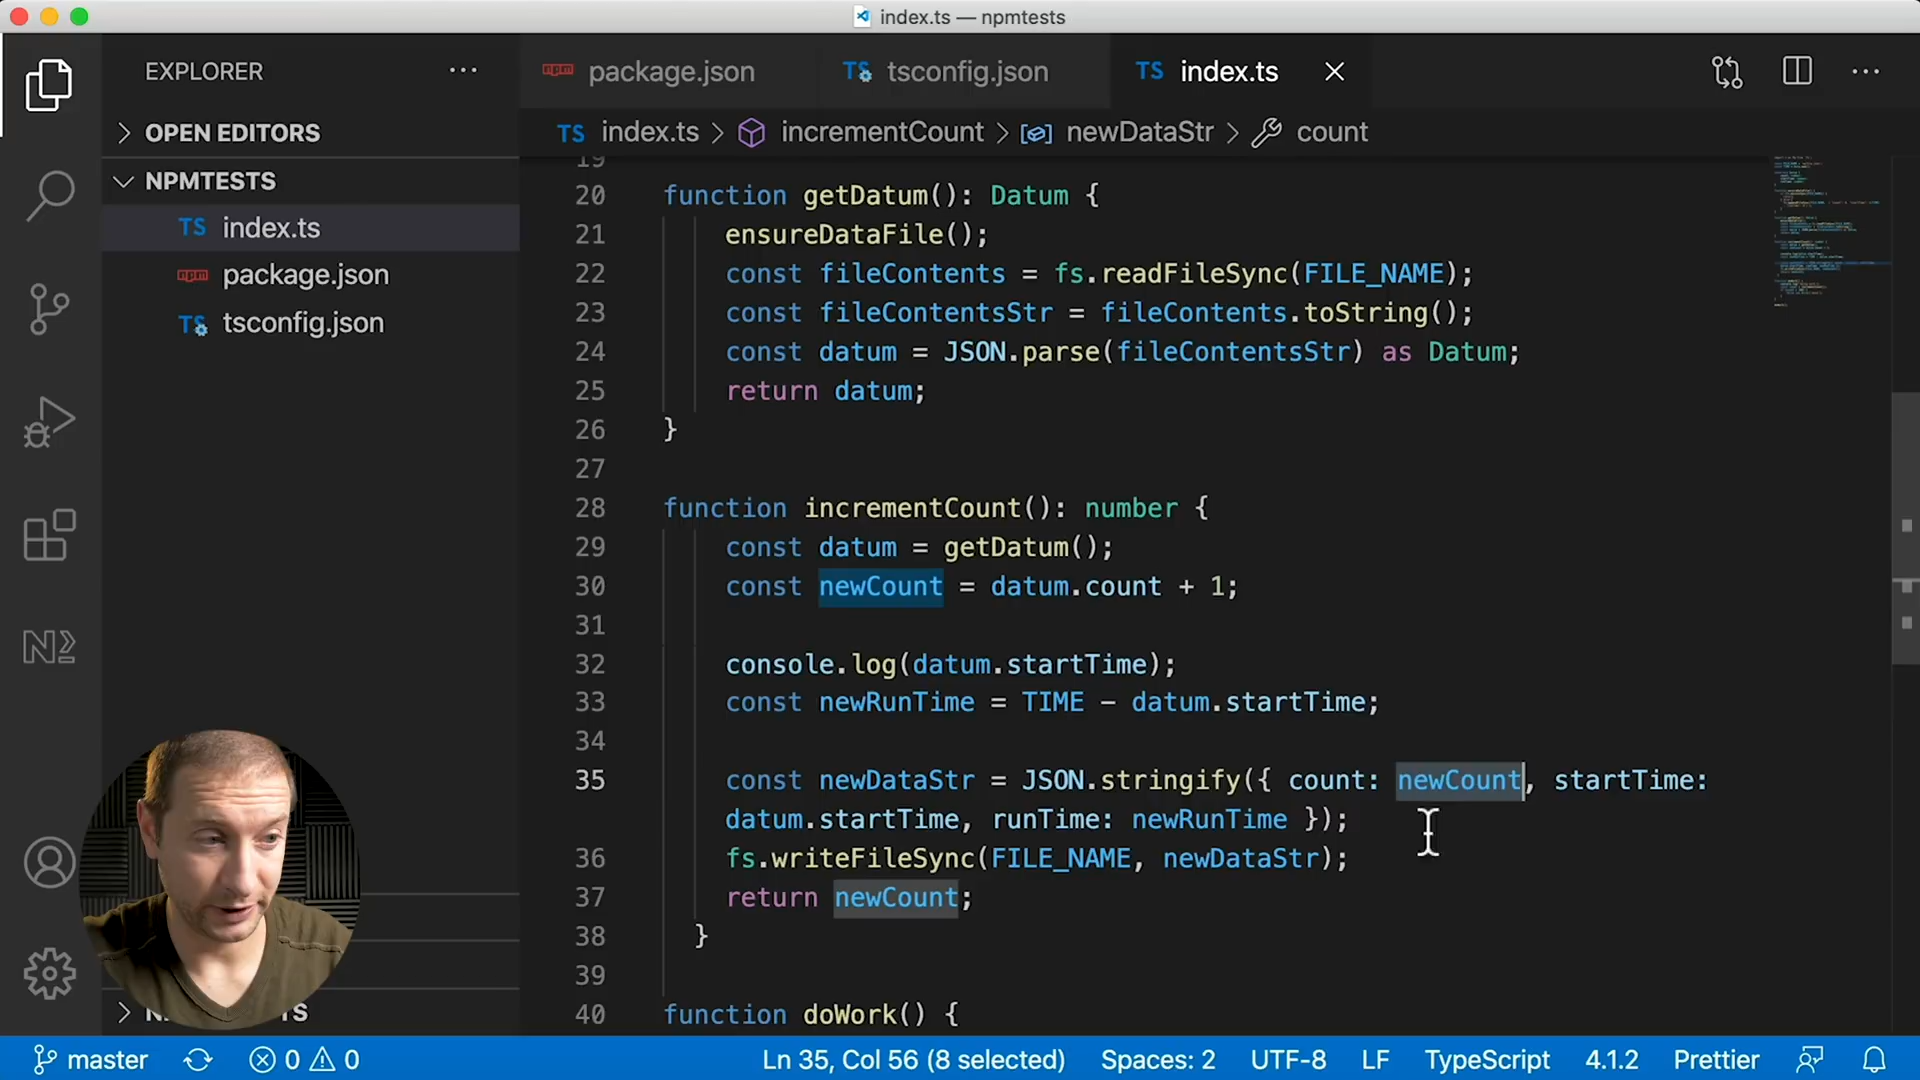 index.ts — npmtests
EXPLORER
package.json
tsconfig.json
TS index.ts
OPEN EDITORS
TS index.ts > incrementCount > newDataStr > count
NPMTESTS
TS index.ts
package.json
TS tsconfig.json
19
20 function getDatum(): Datum {
21 ensureDataFile();
22 const fileContents = fs.readFileSync(FILE_NAME);
23 const fileContentsStr = fileContents.toString();
24 const datum = JSON.parse(fileContentsStr) as Datum;
25 return datum;
26 }
27
28 function incrementCount(): number {
29 const datum = getDatum();
30 const newCount = datum.count + 1;
31
32 console.log(datum.startTime);
33 const newRunTime = TIME - datum.startTime;
34
35 const newDataStr = JSON.stringify({ count: newCount, startTime:
datum.startTime, runTime: newRunTime });
36 fs.writeFileSync(FILE_NAME, newDataStr);
37 return newCount;
38 }
39
40 function doWork() {
master 0 0 Ln 35, Col 56 (8 selected) Spaces: 2 UTF-8 LF TypeScript 4.1.2 Prettier